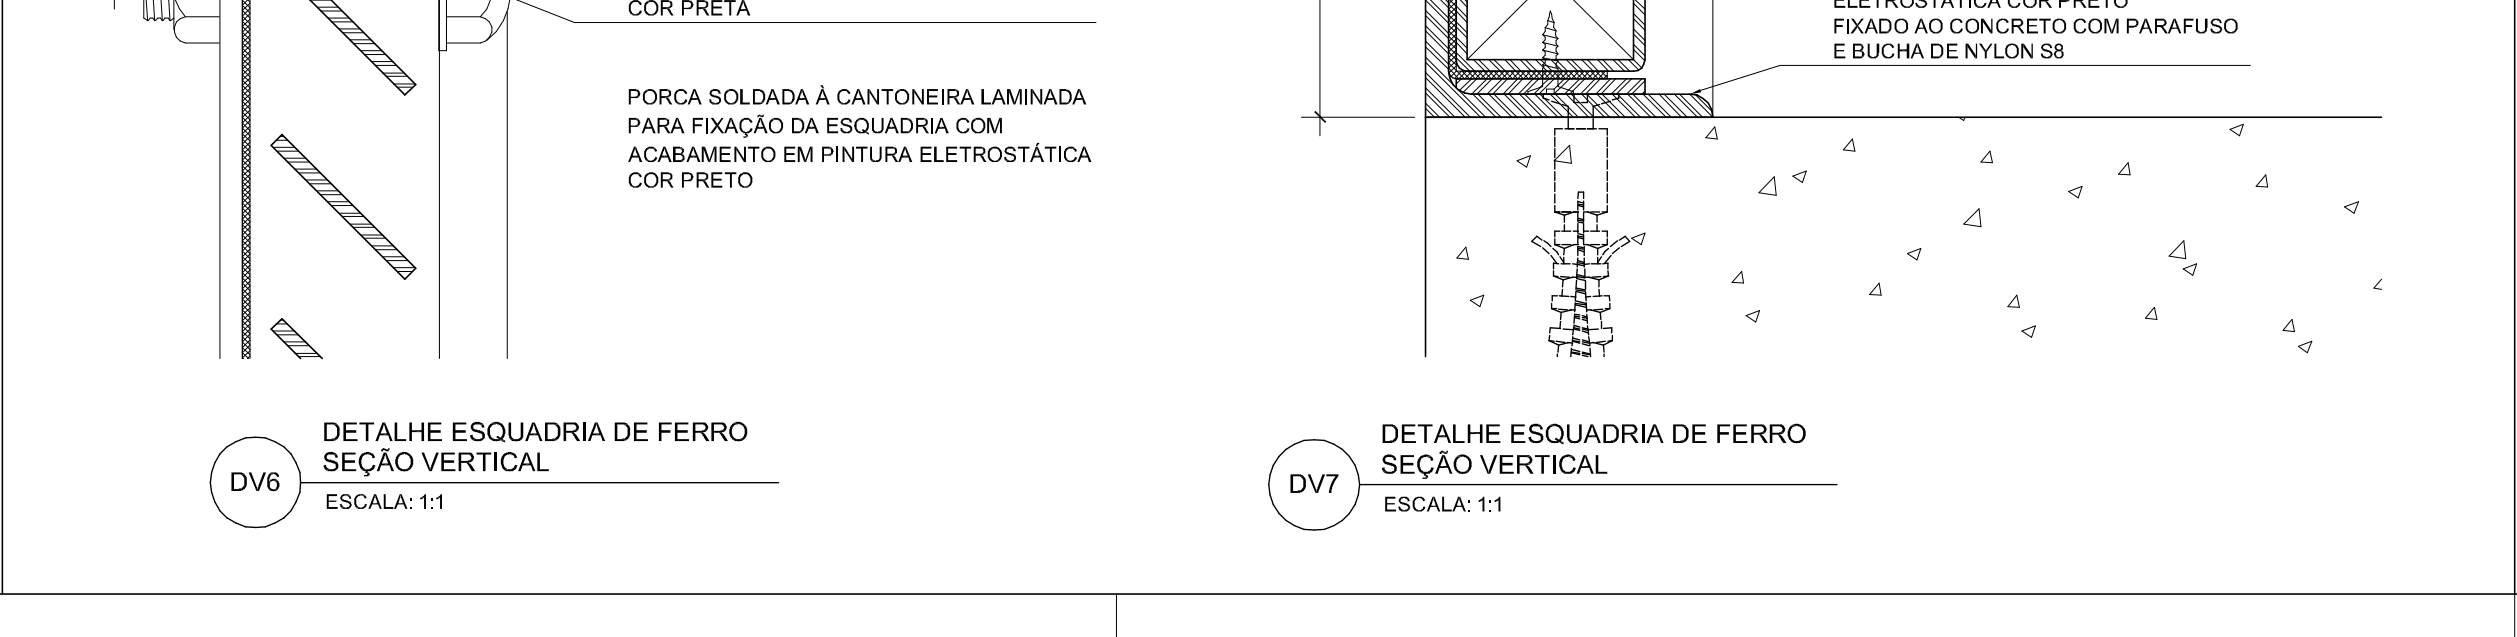 COR PRETA
PORCA SOLDADA À CANTONEIRA LAMINADA
PARA FIXAÇÃO DA ESQUADRIA COM
ACABAMENTO EM PINTURA ELETROSTÁTICA
COR PRETO
DV6
DETALHE ESQUADRIA DE FERRO
SEÇÃO VERTICAL
ESCALA: 1:1
ELETROSTÁTICA COR PRETO
FIXADO AO CONCRETO COM PARAFUSO
E BUCHA DE NYLON S8
DV7
DETALHE ESQUADRIA DE FERRO
SEÇÃO VERTICAL
ESCALA: 1:1